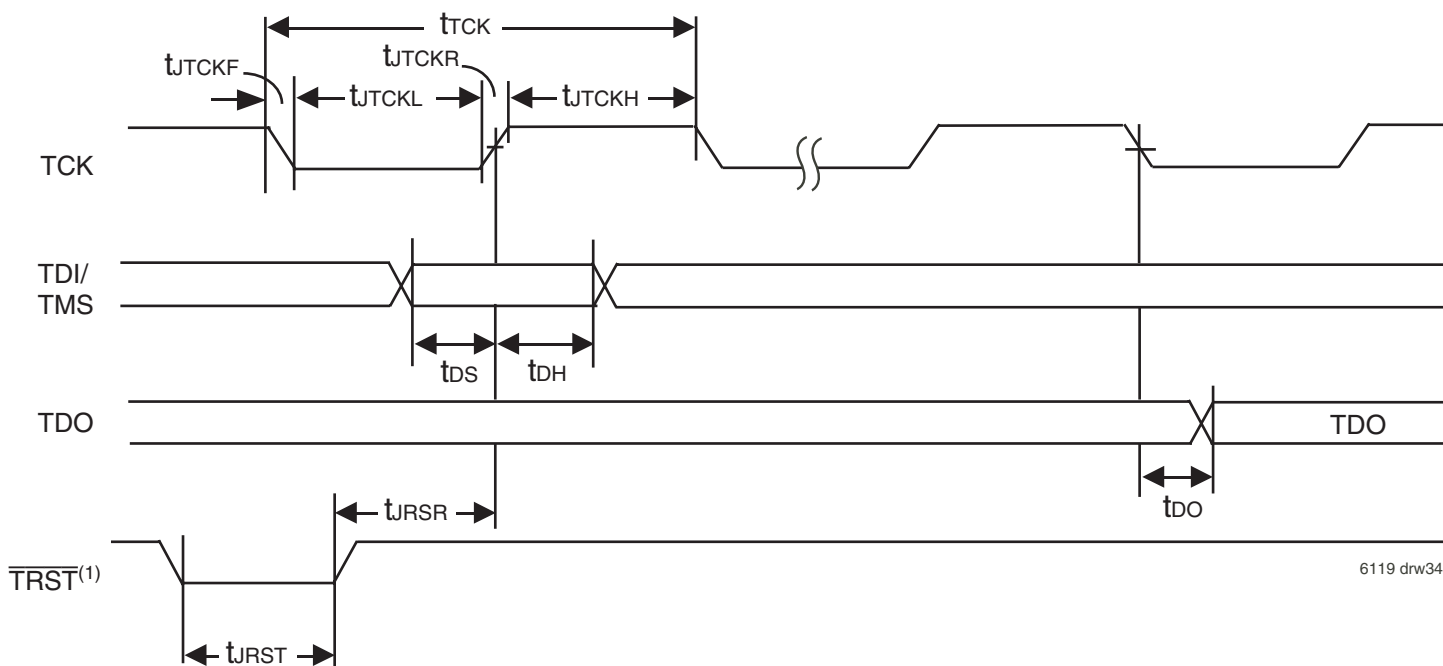 tTCK
tJTCKF
tJTCKR
tJTCKL
tJTCKH
TCK
TDI/
TMS
tDS
tDH
TDO
TDO
tDO
tJRSR
TRST(1)
6119 drw34
tJRST